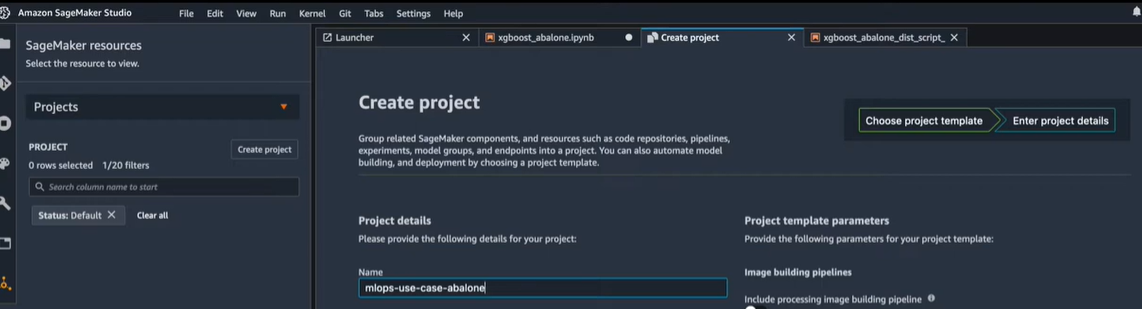 Amazon SageMaker Studio File Edit View Run Kernel Git Tabs Settings Help
SageMaker resources
Select the resource to view.
Projects
PROJECT
Create project
0 rows selected 1/20 filters
Search column name to start
Status: Default
Clear all
Launcher
xgboost_abalone.ipynb
Create project
xgboost_abalone_dist_script_
Create project
Choose project template
Enter project details
Group related SageMaker components, and resources such as code repositories, pipelines,
experiments, model groups, and endpoints into a project. You can also automate model
building, and deployment by choosing a project template.
Project details
Please provide the following details for your project:
Name
mlops-use-case-abalone
Project template parameters
Provide the following parameters for your project template:
Image building pipelines
Include processing image building pipeline